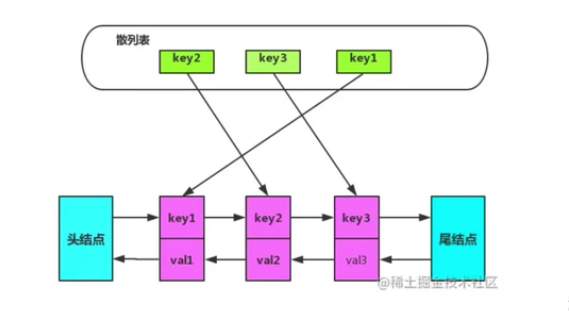 散列表
key2 key3 key1
头结点 key1 key2 key3 尾结点
val1 val2 val3
@稀土掘金技术社区